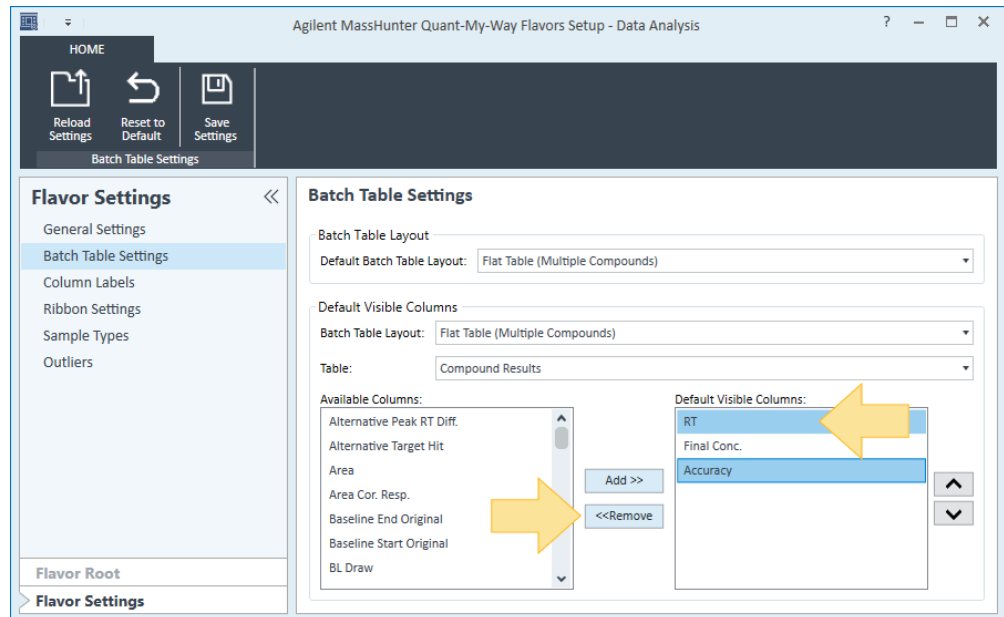 Agilent MassHunter Quant-My-Way Flavors Setup - Data Analysis
HOME
Reload Settings
Reset to Default
Save Settings
Batch Table Settings
Flavor Settings
General Settings
Batch Table Settings
Column Labels
Ribbon Settings
Sample Types
Outliers
Flavor Root
Flavor Settings
Batch Table Settings
Batch Table Layout
Default Batch Table Layout: Flat Table (Multiple Compounds)
Default Visible Columns
Batch Table Layout: Flat Table (Multiple Compounds)
Table: Compound Results
Available Columns:
Alternative Peak RT Diff.
Alternative Target Hit
Area
Area Cor. Resp.
Baseline End Original
Baseline Start Original
BL Draw
Add >>
<<Remove
Default Visible Columns:
RT
Final Conc.
Accuracy